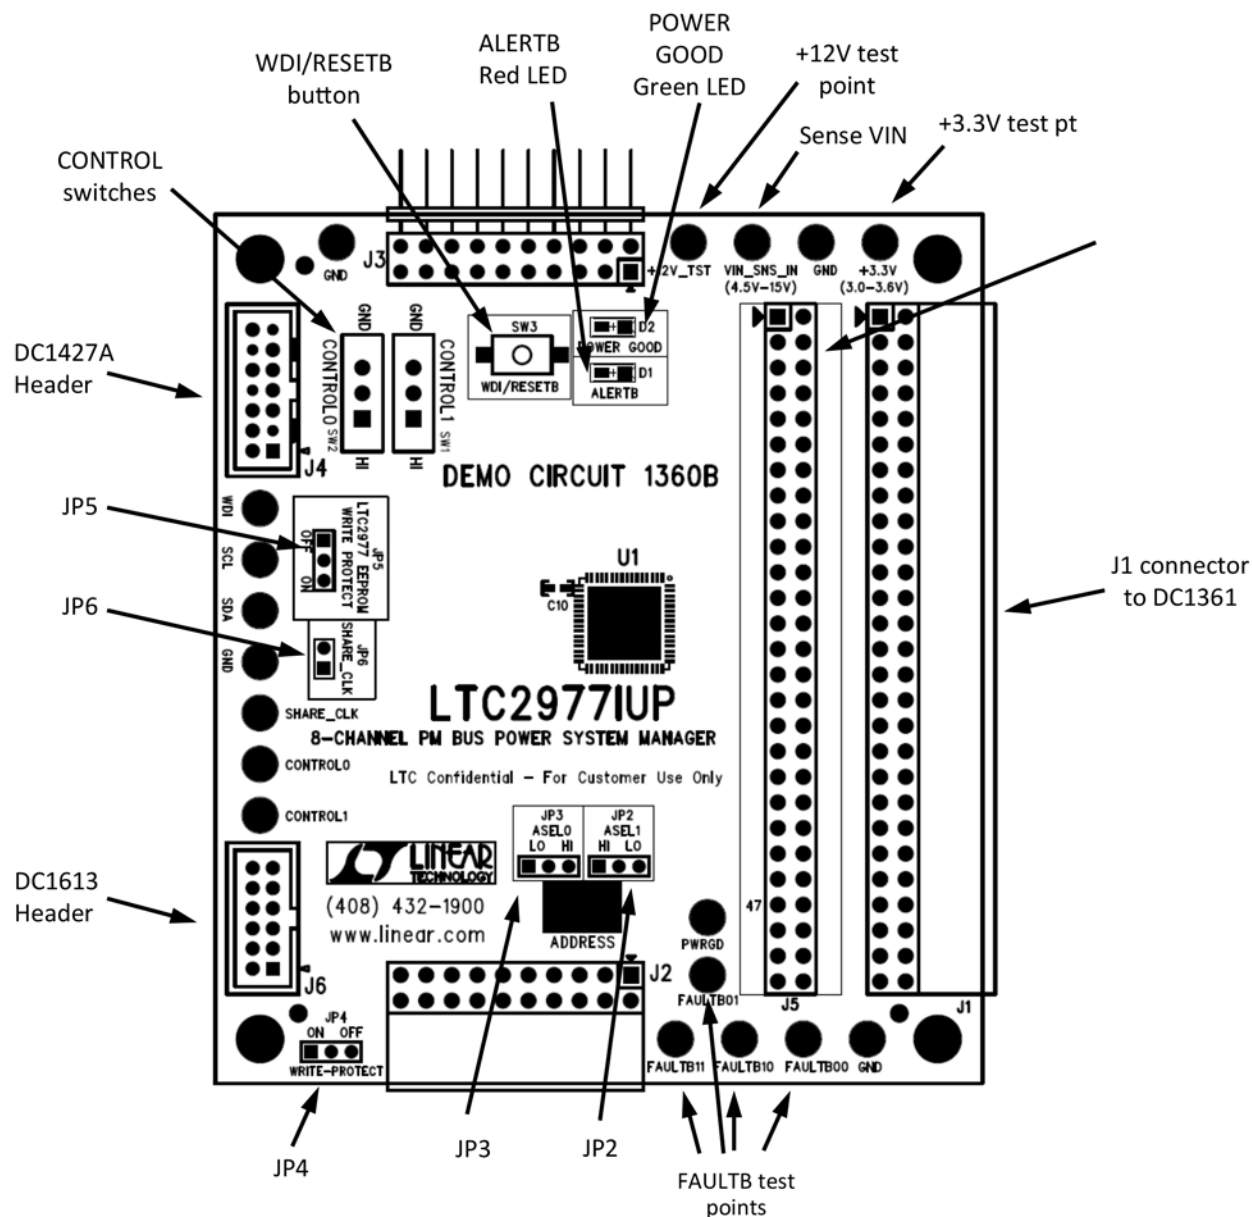 POWER
GOOD
Green LED
ALERTB
Red LED
WDI/RESETB
button
+12V test
point
Sense VIN
+3.3V test pt
CONTROL
switches
J3
GND
+12V_TST
VIN_SNS_IN
(4.5V-15V)
GND
+3.3V
(3.0-3.6V)
DC1427A
Header
J4
GND
CONTROL0
SW2
HI
GND
CONTROL1
SW1
HI
SW3
WDI/RESETB
D2
POWER GOOD
D1
ALERTB
DEMO CIRCUIT 1360B
JP5
WDI
SCL
SDA
GND
JP5
LTC2977 EEPROM
WRITE PROTECT
OFF
ON
JP6
JP6
SHARE_CLK
U1
C10
J1 connector
to DC1361
LTC2977IUP
8-CHANNEL PM BUS POWER SYSTEM MANAGER
LTC Confidential - For Customer Use Only
SHARE_CLK
CONTROL0
CONTROL1
JP3
ASEL0
LO HI
JP2
ASEL1
HI LO
ADDRESS
LINEAR
TECHNOLOGY
(408) 432-1900
www.linear.com
DC1613
Header
J6
47
PWRGD
FAULTB01
J2
J5
J1
JP4
ON OFF
WRITE-PROTECT
FAULTB11
FAULTB10
FAULTB00
GND
JP4
JP3
JP2
FAULTB test
points